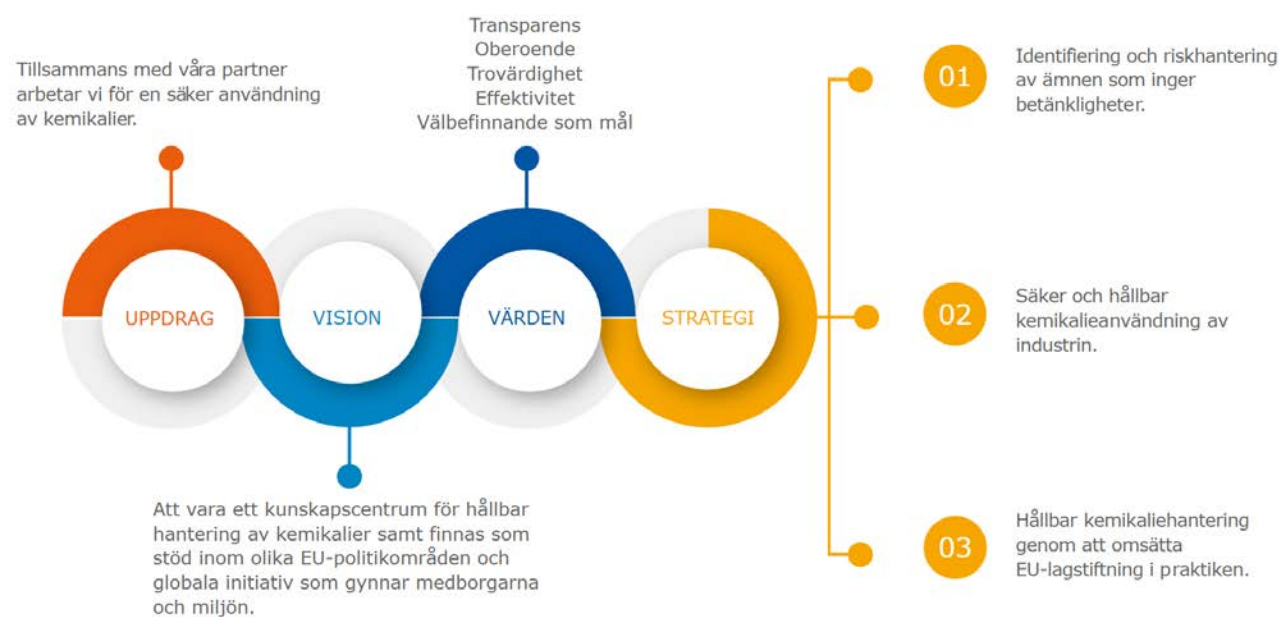 Tillsammans med våra partner
arbetar vi för en säker användning
av kemikalier.
Transparens
Oberoende
Trovärdighet
Effektivitet
Välbefinnande som mål
UPPDRAG
VISION
VÄRDEN
STRATEGI
Att vara ett kunskapscentrum för hållbar
hantering av kemikalier samt finnas som
stöd inom olika EU-politikområden och
globala initiativ som gynnar medborgarna
och miljön.
01
Identifiering och riskhantering
av ämnen som inger
betänkligheter.
02
Säker och hållbar
kemikalieanvändning av
industrin.
03
Hållbar kemikaliehantering
genom att omsätta
EU-lagstiftning i praktiken.